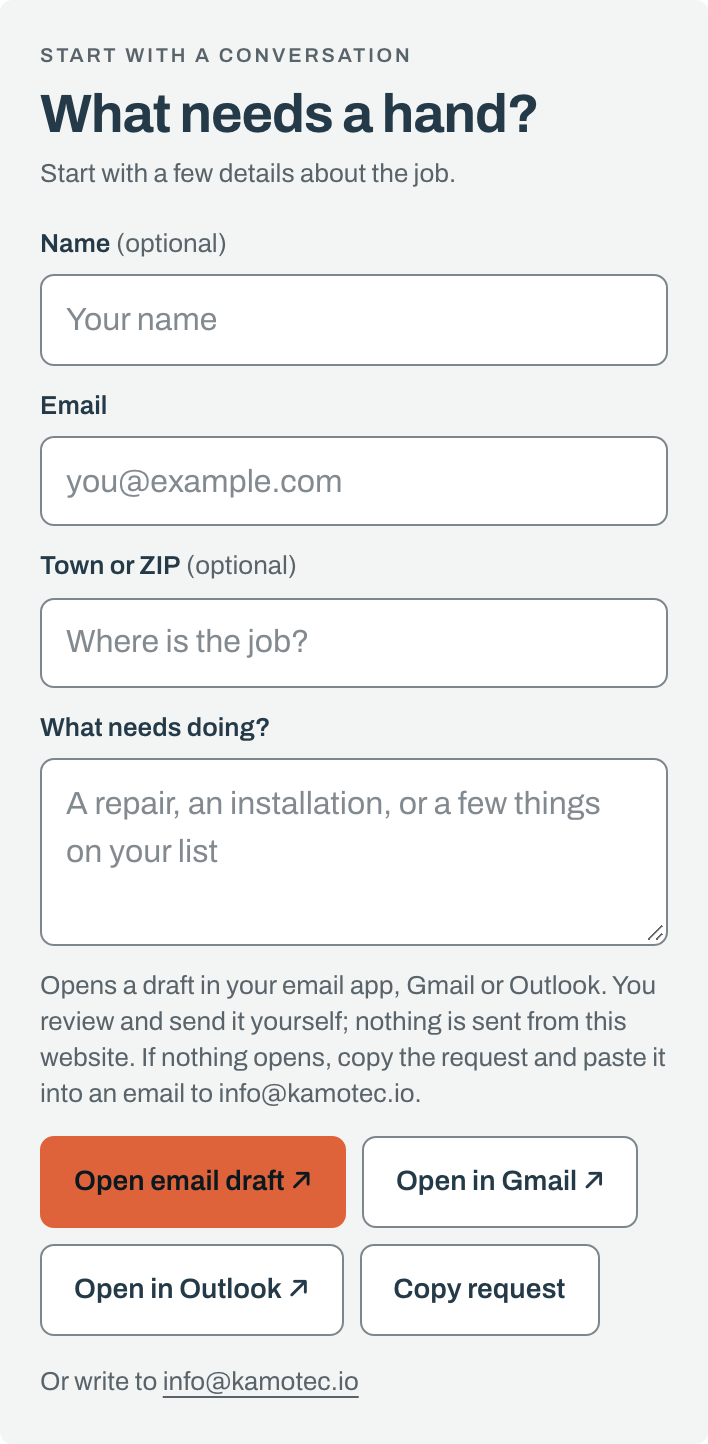 START WITH A CONVERSATION
What needs a hand?
Start with a few details about the job.
Name (optional)
Your name
Email
you@example.com
Town or ZIP (optional)
Where is the job?
What needs doing?
A repair, an installation, or a few things
on your list
Opens a draft in your email app, Gmail or Outlook. You
review and send it yourself; nothing is sent from this
website. If nothing opens, copy the request and paste it
into an email to info@kamotec.io.
Open email draft ↗
Open in Gmail ↗
Open in Outlook ↗
Copy request
Or write to info@kamotec.io